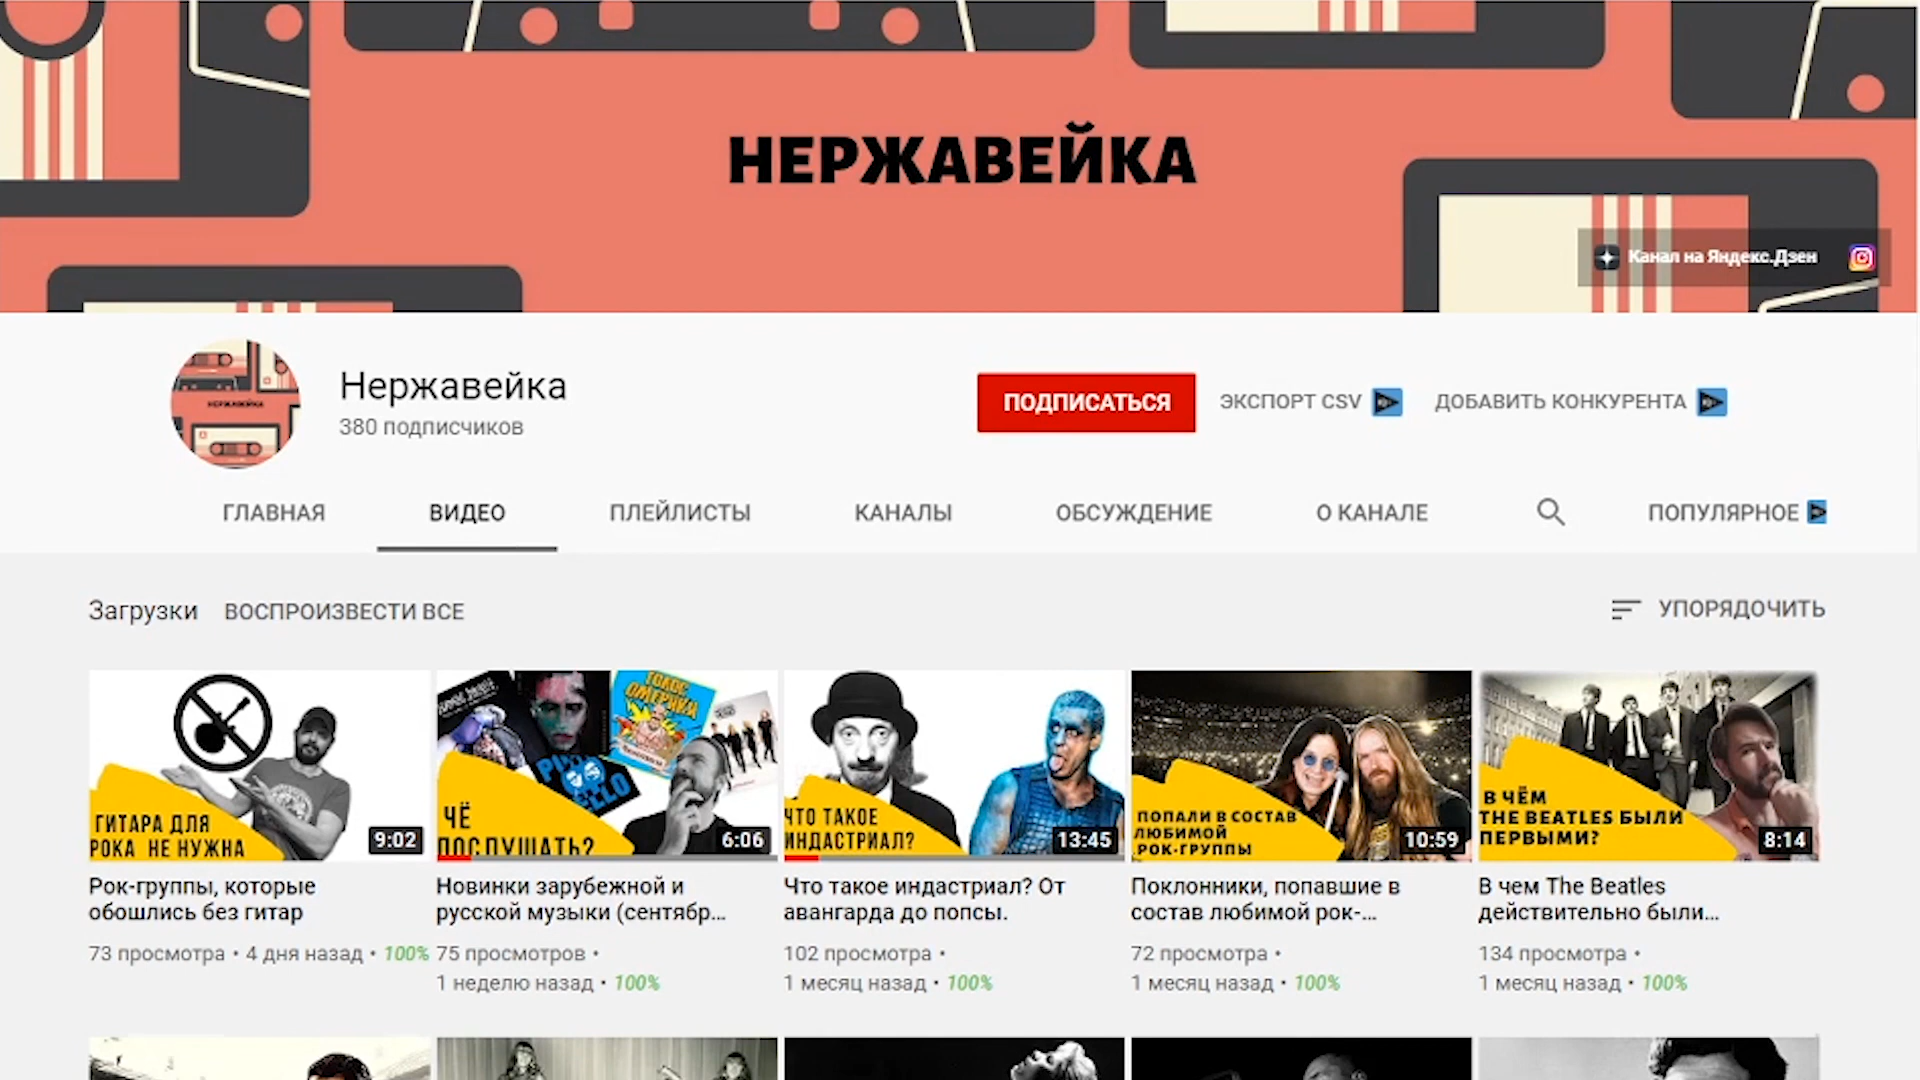 НЕРЖАВЕЙКА
Канал на Яндекс.Дзен
Нержавейка
380 подписчиков
ПОДПИСАТЬСЯ
ЭКСПОРТ CSV
ДОБАВИТЬ КОНКУРЕНТА
ГЛАВНАЯ ВИДЕО ПЛЕЙЛИСТЫ КАНАЛЫ ОБСУЖДЕНИЕ О КАНАЛЕ ПОПУЛЯРНОЕ
Загрузки ВОСПРОИЗВЕСТИ ВСЕ УПОРЯДОЧИТЬ
ГИТАРА ДЛЯ
РОКА НЕ НУЖНА
9:02
Рок-группы, которые
обошлись без гитар
73 просмотра • 4 дня назад • 100%
ГОЛОС
ОМЕРИКИ
ЧЁ
ПОСЛУШАТЬ?
6:06
Новинки зарубежной и
русской музыки (сентябр...
75 просмотров •
1 неделю назад • 100%
ЧТО ТАКОЕ
ИНДАСТРИАЛ?
13:45
Что такое индастриал? От
авангарда до попсы.
102 просмотра •
1 месяц назад • 100%
ПОПАЛИ В СОСТАВ
ЛЮБИМОЙ
РОК-ГРУППЫ
10:59
Поклонники, попавшие в
состав любимой рок-...
72 просмотра •
1 месяц назад • 100%
В ЧЁМ
THE BEATLES БЫЛИ
ПЕРВЫМИ?
8:14
В чем The Beatles
действительно были...
134 просмотра •
1 месяц назад • 100%